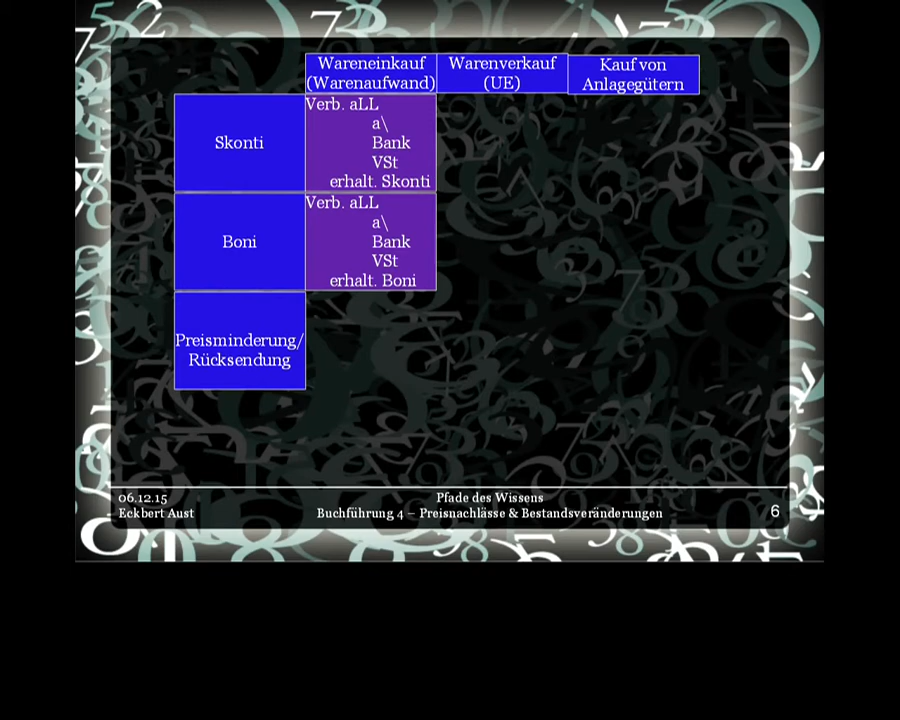 Wareneinkauf
(Warenaufwand)
Warenverkauf
(UE)
Kauf von
Anlagegütern
Skonti
Verb. aLL
a\
Bank
VSt
erhalt. Skonti
Boni
Verb. aLL
a\
Bank
VSt
erhalt. Boni
Preisminderung/
Rücksendung
06.12.15
Eckbert Aust
Pfade des Wissens
Buchführung 4 – Preisnachlässe & Bestandsveränderungen
6